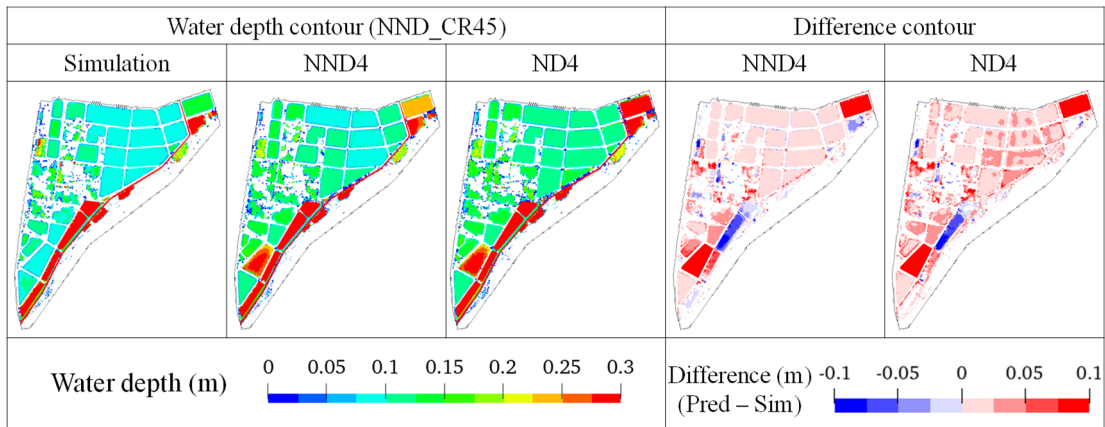 Water depth contour (NND_CR45)
Difference contour
Simulation
NND4
ND4
NND4
ND4
Water depth (m)
0 0.05 0.1 0.15 0.2 0.25 0.3
Difference (m)
(Pred – Sim)
-0.1 -0.05 0 0.05 0.1